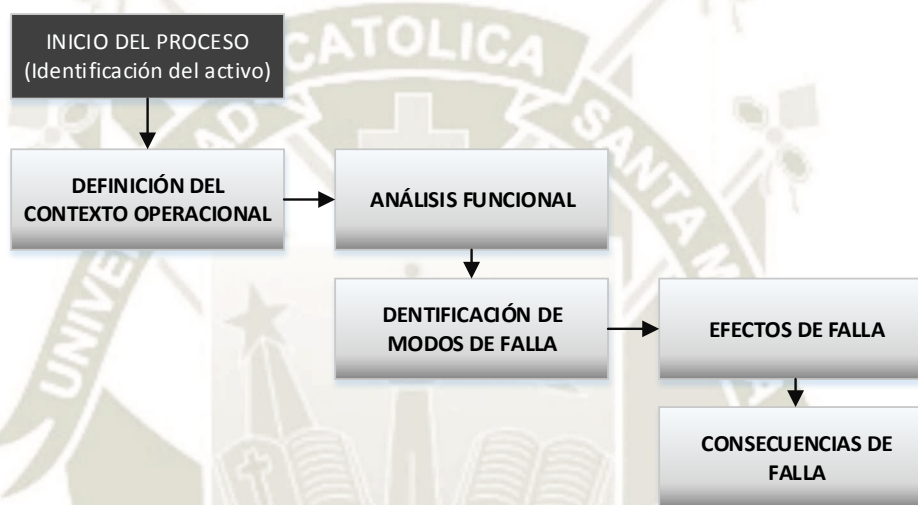 INICIO DEL PROCESO
(Identificación del activo)
DEFINICIÓN DEL
CONTEXTO OPERACIONAL
ANÁLISIS FUNCIONAL
DENTIFICACIÓN DE
MODOS DE FALLA
EFECTOS DE FALLA
CONSECUENCIAS DE
FALLA
CATOLICA
SANTA